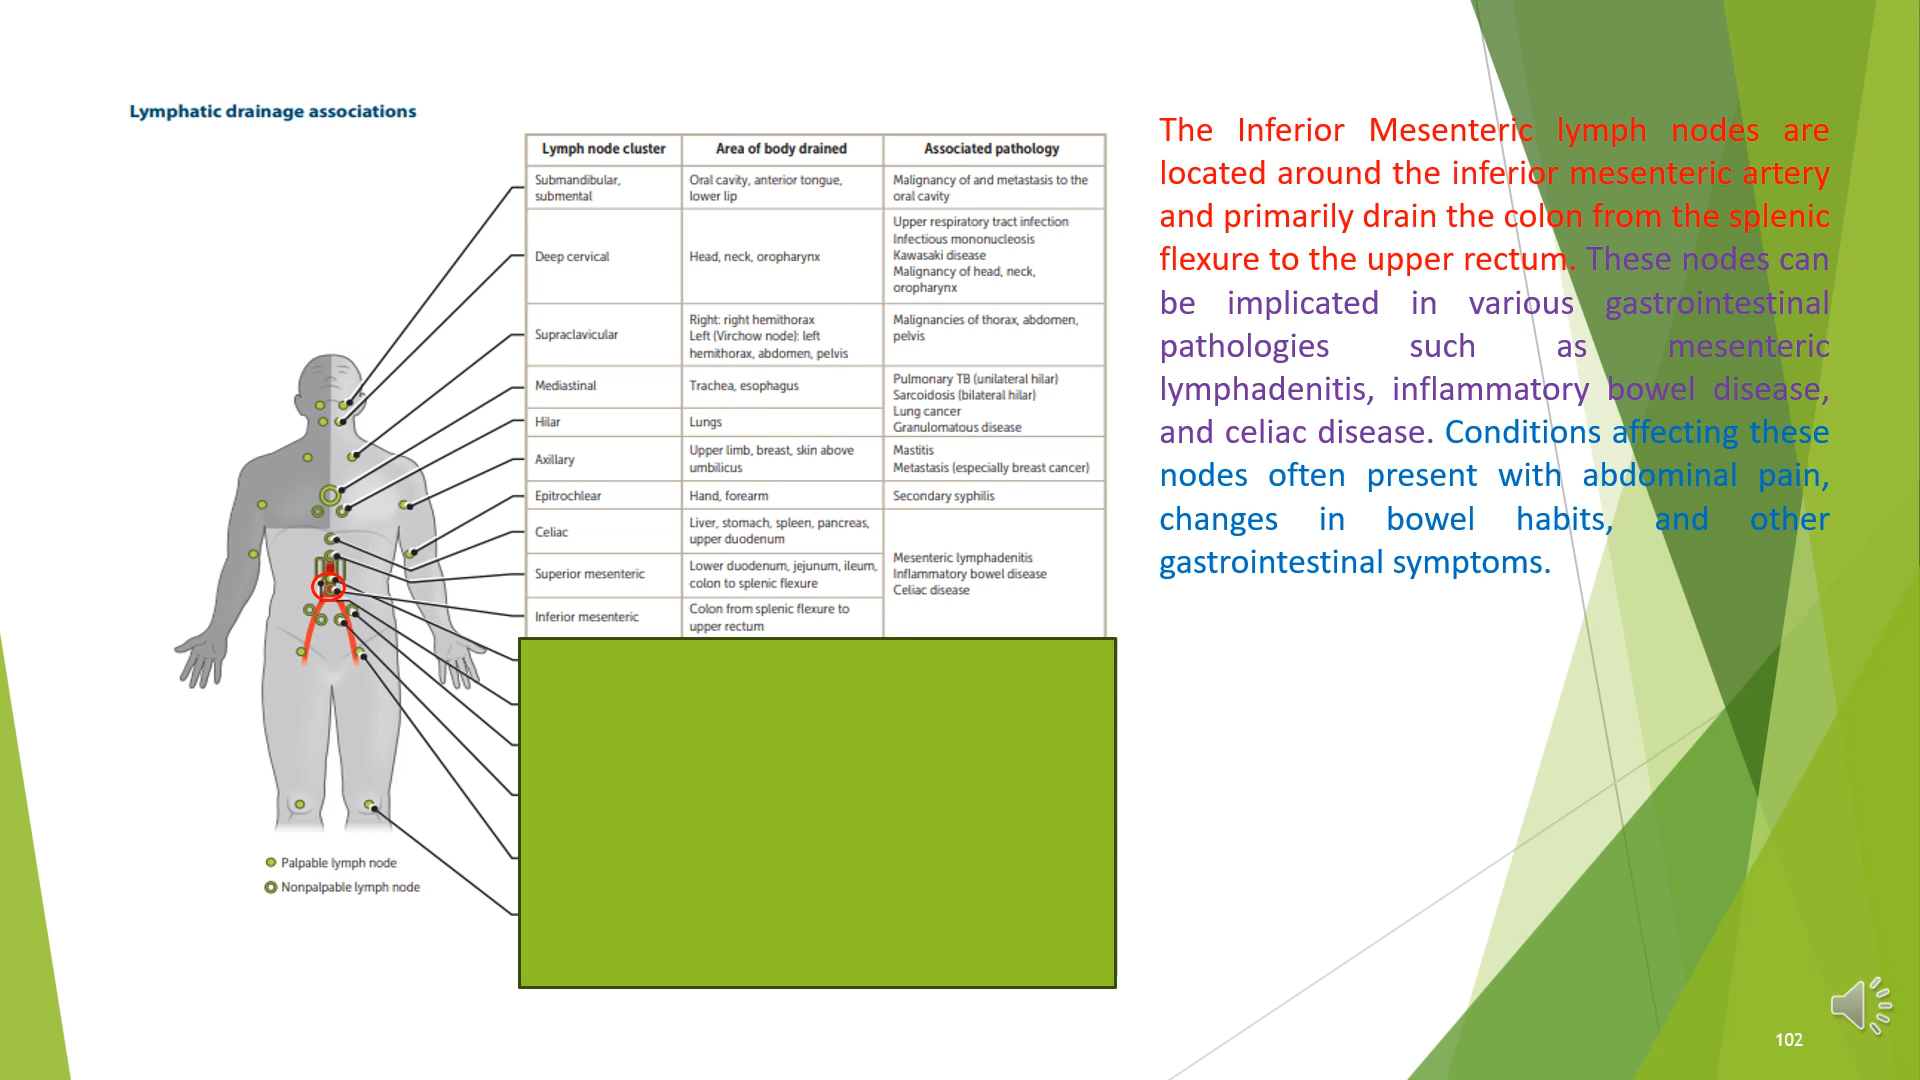 Lymphatic drainage associations
Lymph node cluster
Area of body drained
Associated pathology
Submandibular,
submental
Oral cavity, anterior tongue,
lower lip
Malignancy of and metastasis to the
oral cavity
Deep cervical
Head, neck, oropharynx
Upper respiratory tract infection
Infectious mononucleosis
Kawasaki disease
Malignancy of head, neck,
oropharynx
Supraclavicular
Right: right hemithorax
Left (Virchow node): left
hemithorax, abdomen, pelvis
Malignancies of thorax, abdomen,
pelvis
Mediastinal
Trachea, esophagus
Pulmonary TB (unilateral hilar)
Sarcoidosis (bilateral hilar)
Lung cancer
Granulomatous disease
Hilar
Lungs
Axillary
Upper limb, breast, skin above
umbilicus
Mastitis
Metastasis (especially breast cancer)
Epitrochlear
Hand, forearm
Secondary syphilis
Celiac
Liver, stomach, spleen, pancreas,
upper duodenum
Mesenteric lymphadenitis
Inflammatory bowel disease
Celiac disease
Superior mesenteric
Lower duodenum, jejunum, ileum,
colon to splenic flexure
Inferior mesenteric
Colon from splenic flexure to
upper rectum
Palpable lymph node
Nonpalpable lymph node
The Inferior Mesenteric lymph nodes are
located around the inferior mesenteric artery
and primarily drain the colon from the splenic
flexure to the upper rectum. These nodes can
be implicated in various gastrointestinal
pathologies such as mesenteric
lymphadenitis, inflammatory bowel disease,
and celiac disease. Conditions affecting these
nodes often present with abdominal pain,
changes in bowel habits, and other
gastrointestinal symptoms.
102